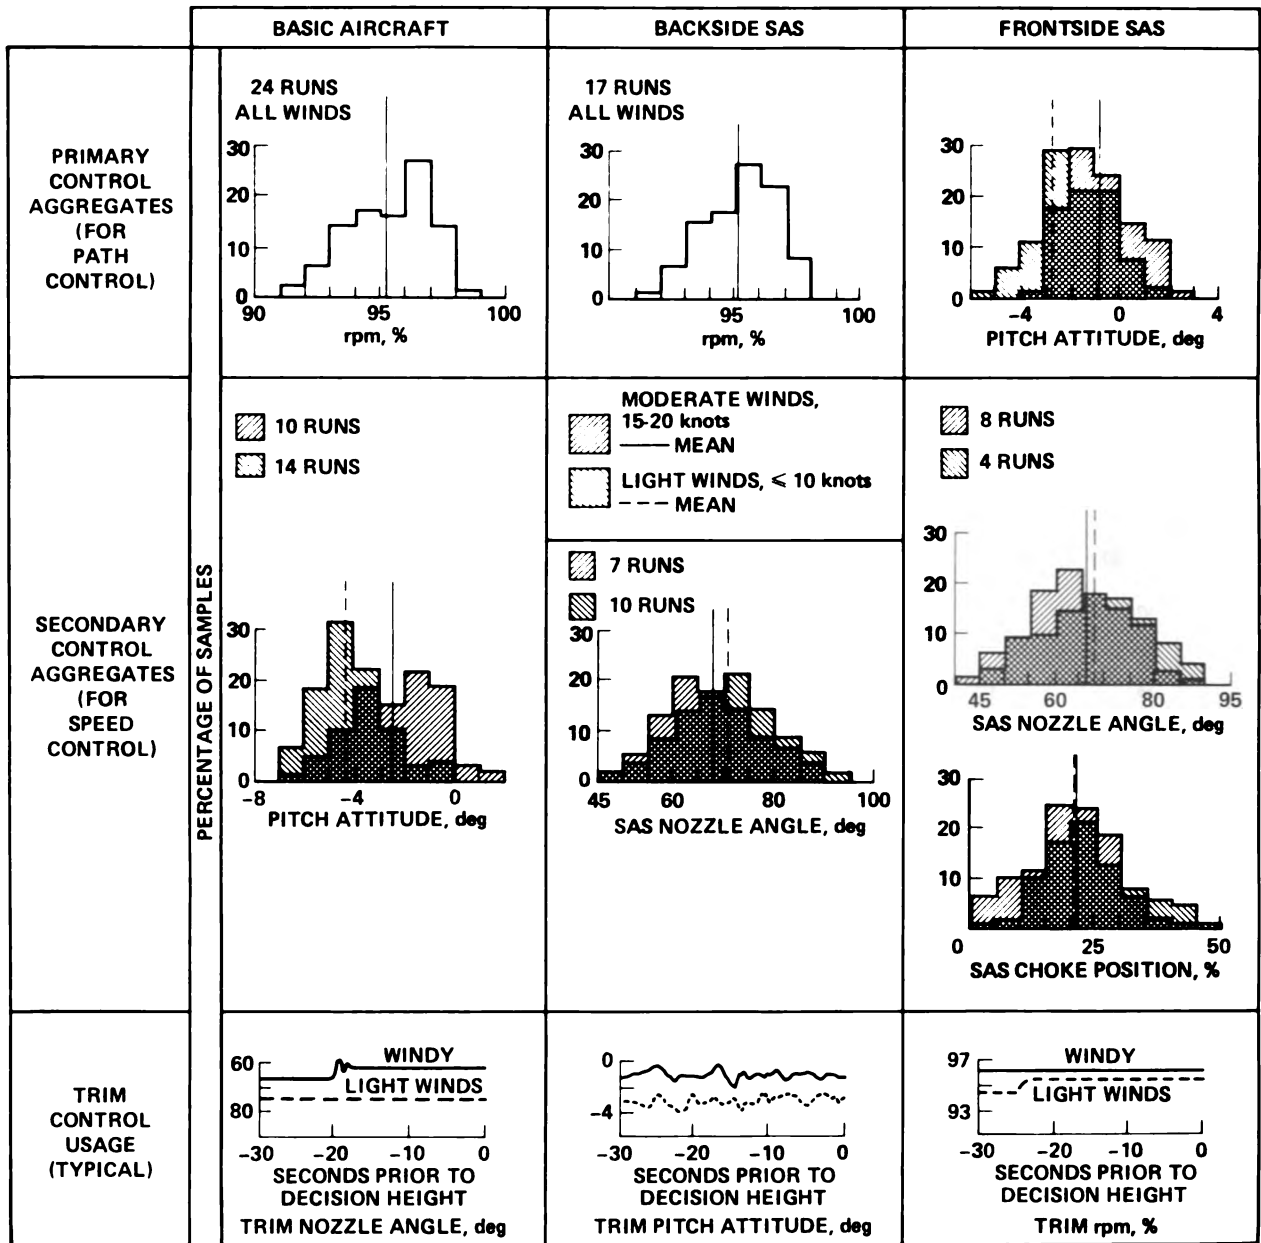 BASIC AIRCRAFT
BACKSIDE SAS
FRONTSIDE SAS
PRIMARY
CONTROL
AGGREGATES
(FOR
PATH
CONTROL)
24 RUNS
ALL WINDS
30
20
10
0
90
95
100
rpm, %
17 RUNS
ALL WINDS
30
20
10
0
95
100
rpm, %
30
20
10
0
-4
0
4
PITCH ATTITUDE, deg
PERCENTAGE OF SAMPLES
SECONDARY
CONTROL
AGGREGATES
(FOR
SPEED
CONTROL)
10 RUNS
14 RUNS
30
20
10
0
-8
-4
0
PITCH ATTITUDE, deg
MODERATE WINDS,
15-20 knots
MEAN
LIGHT WINDS, ⩽ 10 knots
MEAN
7 RUNS
10 RUNS
30
20
10
0
45
60
80
100
SAS NOZZLE ANGLE, deg
8 RUNS
4 RUNS
30
20
10
0
45
60
80
95
SAS NOZZLE ANGLE, deg
30
20
10
0
25
50
SAS CHOKE POSITION, %
TRIM
CONTROL
USAGE
(TYPICAL)
60
80
WINDY
LIGHT WINDS
-30
-20
-10
0
SECONDS PRIOR TO
DECISION HEIGHT
TRIM NOZZLE ANGLE, deg
0
-4
-30
-20
-10
0
SECONDS PRIOR TO
DECISION HEIGHT
TRIM PITCH ATTITUDE, deg
97
93
WINDY
LIGHT WINDS
-30
-20
-10
0
SECONDS PRIOR TO
DECISION HEIGHT
TRIM rpm, %